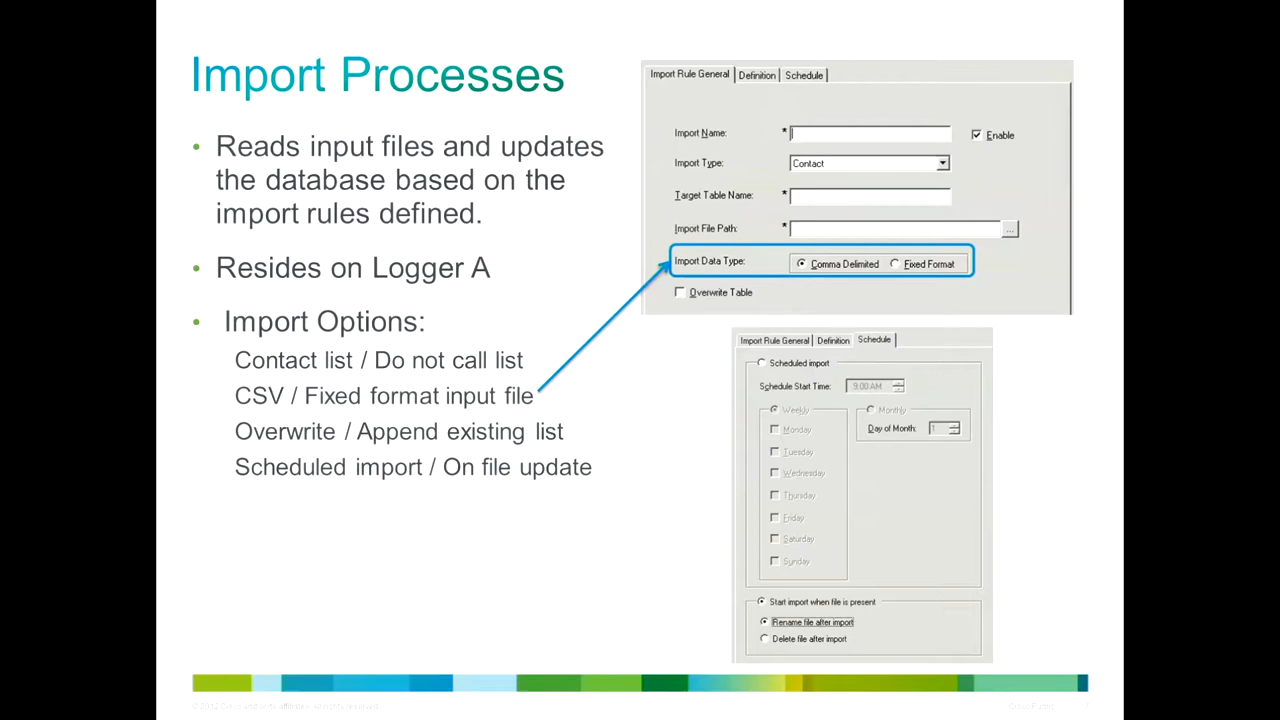 Import Processes
• Reads input files and updates
the database based on the
import rules defined.
• Resides on Logger A
• Import Options:
Contact list / Do not call list
CSV / Fixed format input file
Overwrite / Append existing list
Scheduled import / On file update
Import Rule General Definition Schedule
Import Name: * Enable
Import Type: Contact
Target Table Name: *
Import File Path: * ...
Import Data Type: Comma Delimited Fixed Format
Overwrite Table
Import Rule General Definition Schedule
Scheduled import
Schedule Start Time: 9:00 AM
Weekly Monthly
Monday Day of Month: 1
Tuesday
Wednesday
Thursday
Friday
Saturday
Sunday
Start import when file is present
Rename file after import
Delete file after import